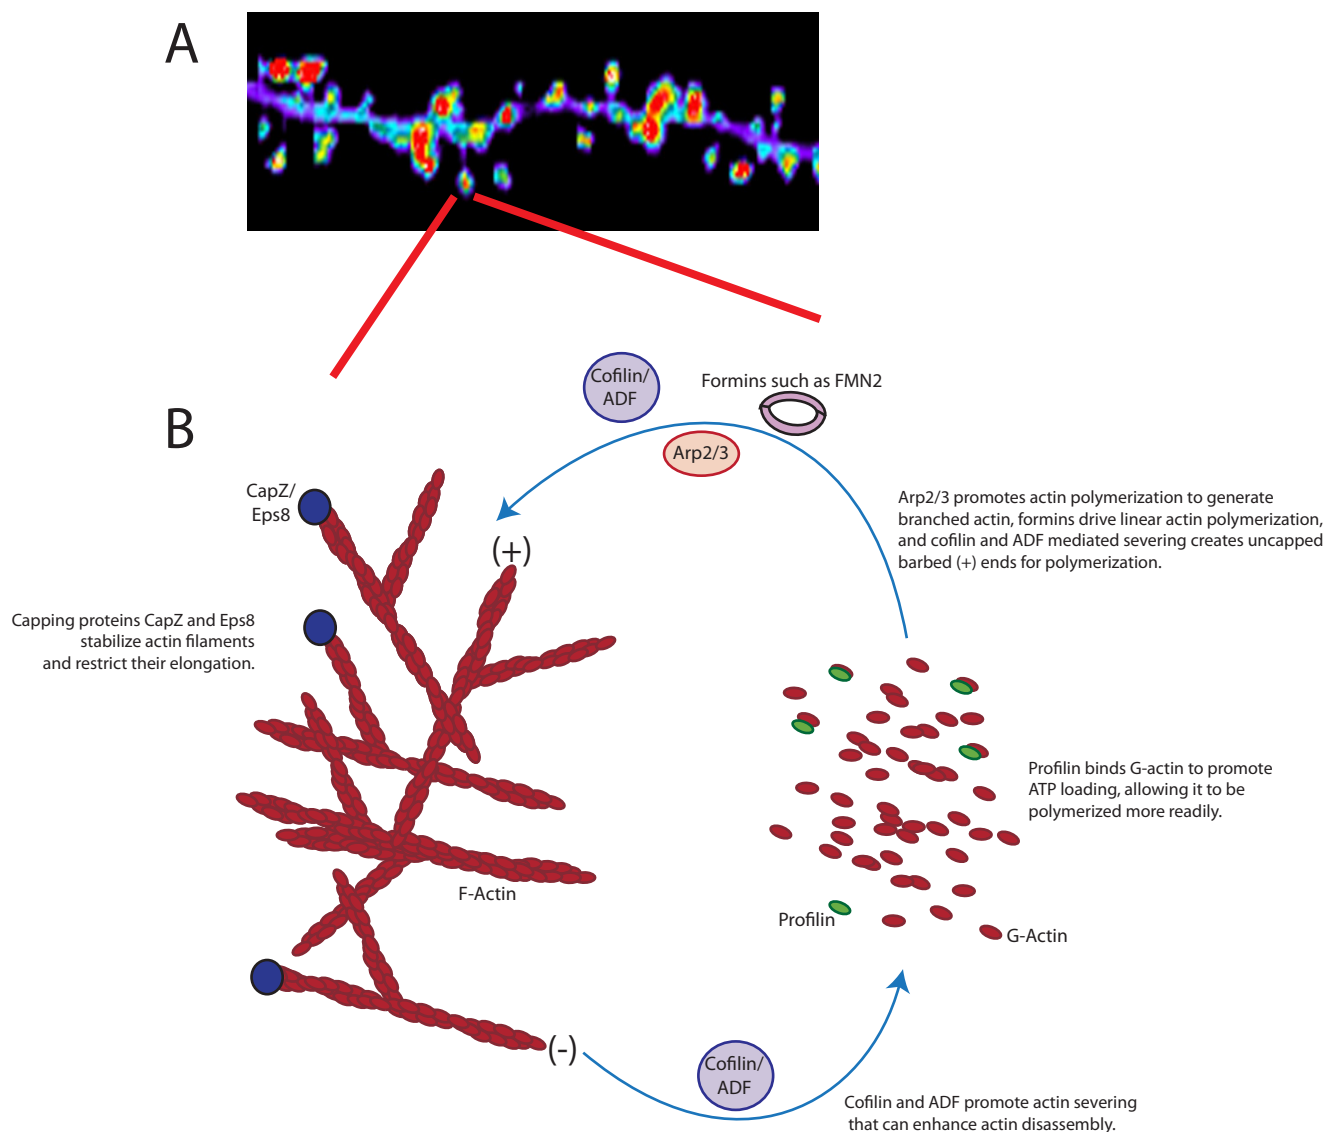 A
Cofilin/
ADF
Formins such as FMN2
Arp2/3
B
CapZ/
Eps8
(+)
Arp2/3 promotes actin polymerization to generate
branched actin, formins drive linear actin polymerization,
and cofilin and ADF mediated severing creates uncapped
barbed (+) ends for polymerization.
Capping proteins CapZ and Eps8
stabilize actin filaments
and restrict their elongation.
Profilin binds G-actin to promote
ATP loading, allowing it to be
polymerized more readily.
F-Actin
Profilin
G-Actin
(-)
Cofilin/
ADF
Cofilin and ADF promote actin severing
that can enhance actin disassembly.